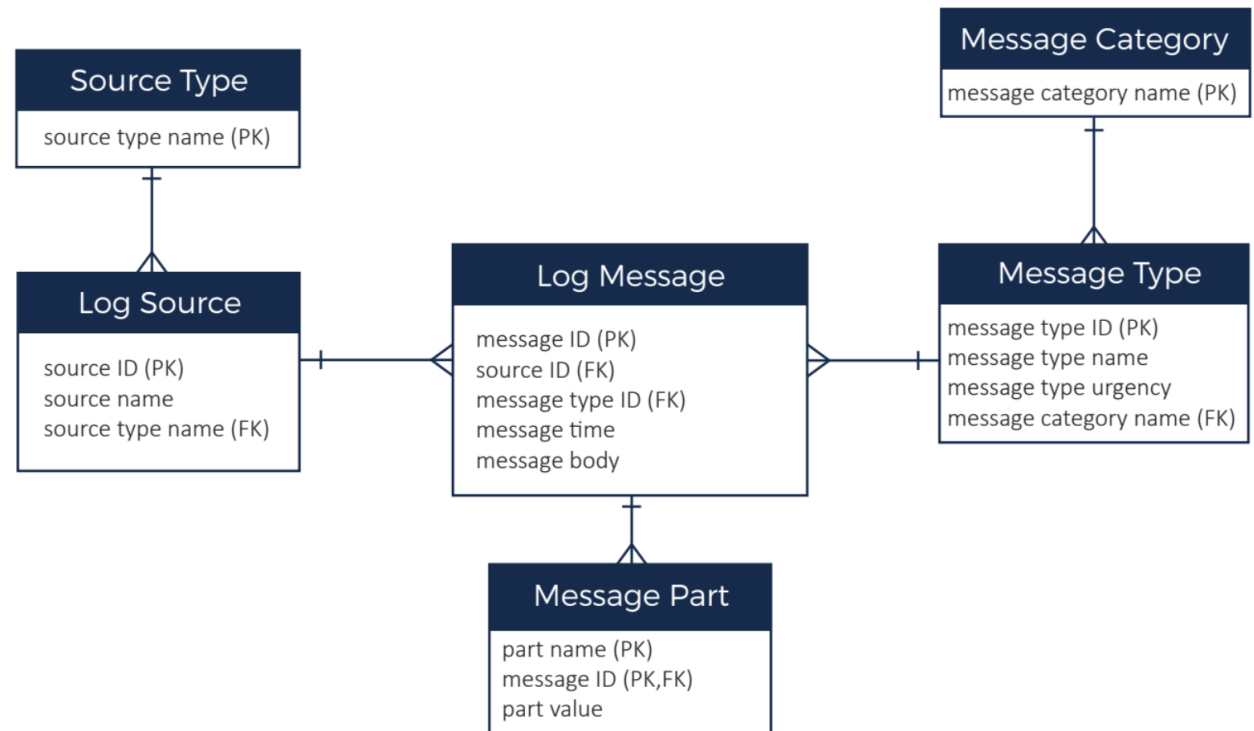 Source Type
source type name (PK)
Message Category
message category name (PK)
Log Source
source ID (PK)
source name
source type name (FK)
Log Message
message ID (PK)
source ID (FK)
message type ID (FK)
message time
message body
Message Type
message type ID (PK)
message type name
message type urgency
message category name (FK)
Message Part
part name (PK)
message ID (PK,FK)
part value